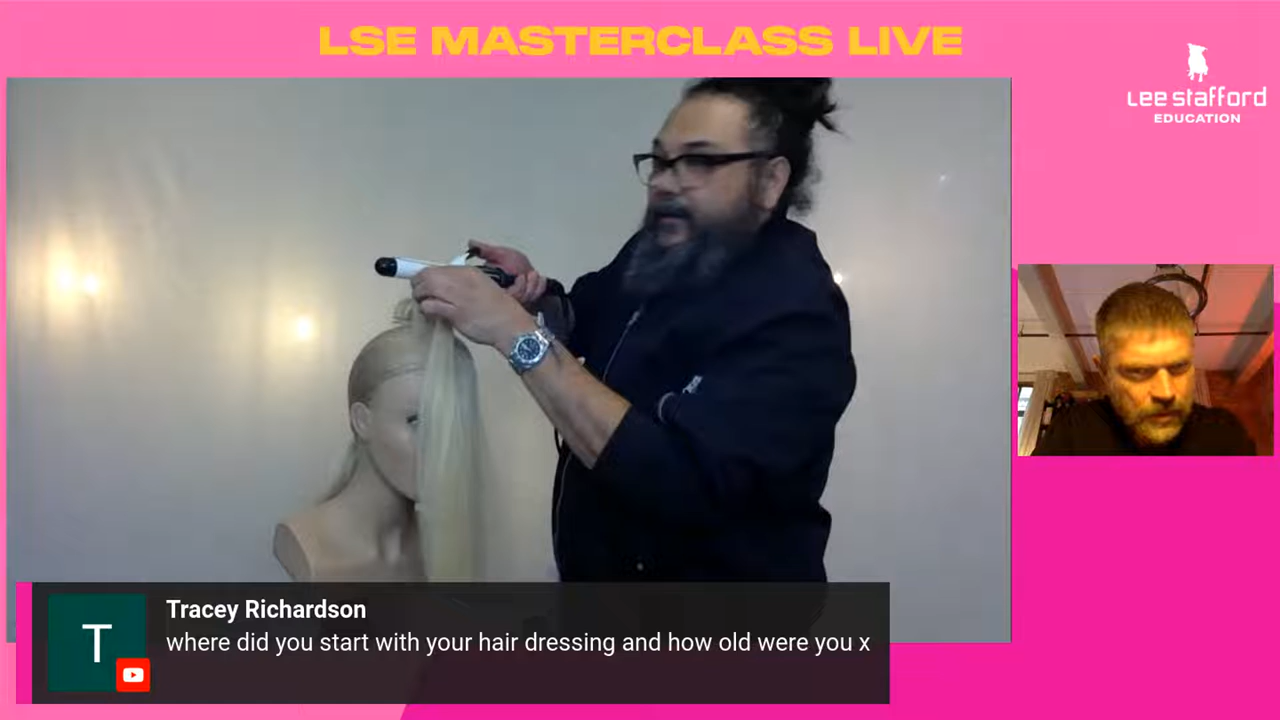 LSE MASTERCLASS LIVE
Lee stafford
EDUCATION
T
Tracey Richardson
where did you start with your hair dressing and how old were you x